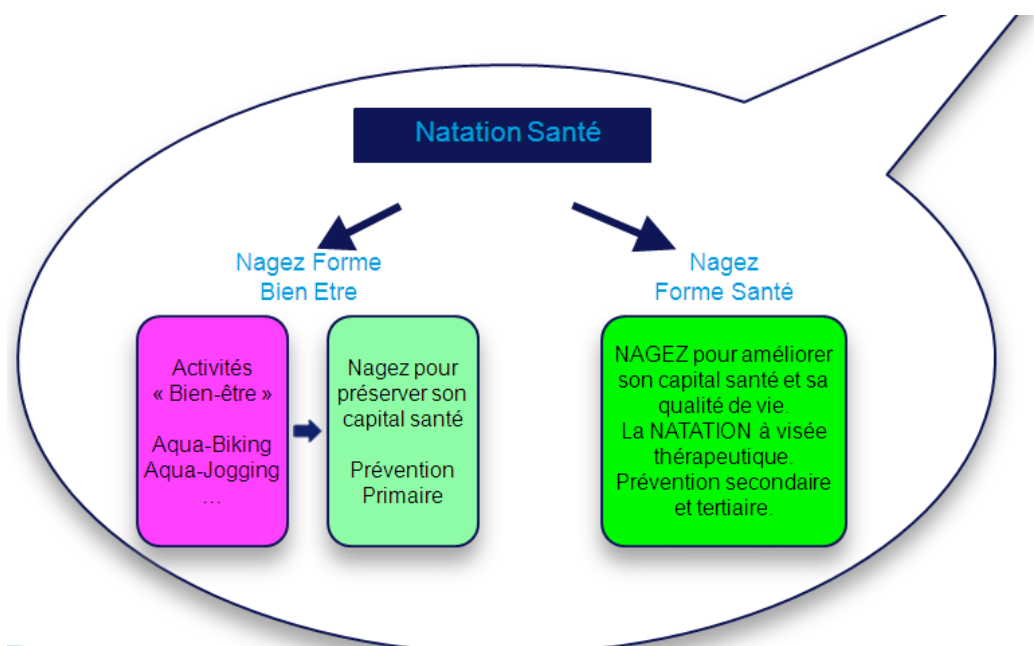 Natation Santé
Nagez Forme
Bien Etre
Nagez
Forme Santé
Activités
« Bien-être »
Aqua-Biking
Aqua-Jogging
...
Nagez pour
préserver son
capital santé
Prévention
Primaire
NAGEZ pour améliorer
son capital santé et sa
qualité de vie.
La NATATION à visée
thérapeutique.
Prévention secondaire
et tertiaire.